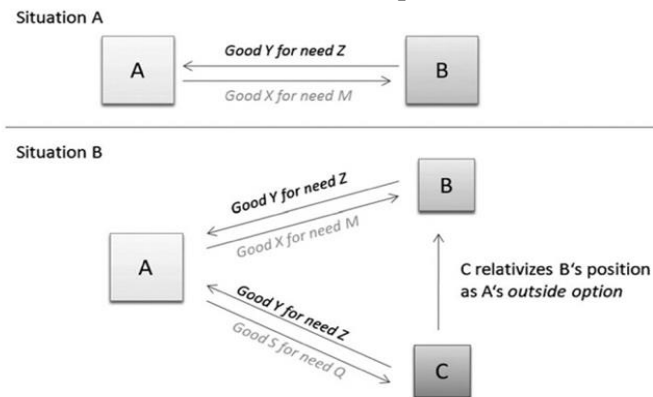 Situation A
A
Good Y for need Z
Good X for need M
B
Situation B
A
Good Y for need Z
Good X for need M
B
Good Y for need Z
Good S for need Q
C
C relativizes B's position
as A's outside option